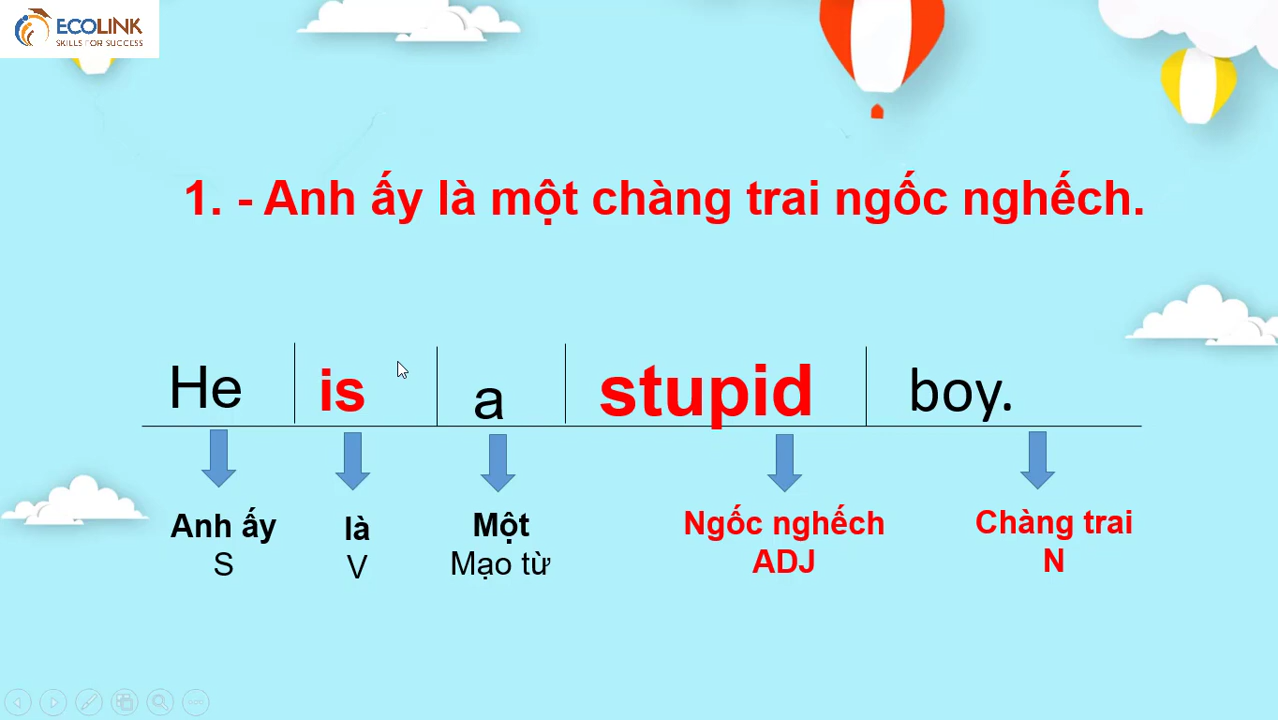 ECOLINK
SKILLS FOR SUCCESS
1. - Anh ấy là một chàng trai ngốc nghếch.
He is a stupid boy.
Anh ấy là Một Ngốc nghếch Chàng trai
S V Mạo từ ADJ N